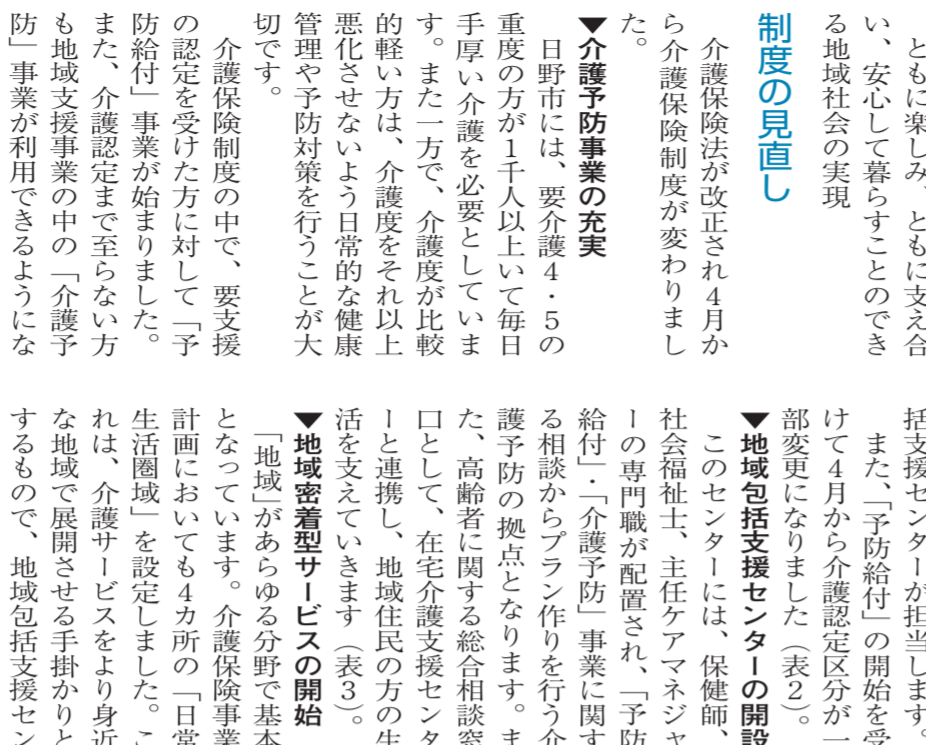 ともに楽しみ、ともに支え合
い、安心して暮らすことのでき
る地域社会の実現
制度の見直し
介護保険法が改正され4月か
ら介護保険制度が変わりまし
た。
▼介護予防事業の充実
日野市には、要介護4・5の
重度の方が1千人以上いて毎日
手厚い介護を必要としていま
す。また一方で、介護度が比較
的軽い方は、介護度をそれ以上
悪化させないよう日常的な健康
管理や予防対策を行うことが大
切です。
介護保険制度の中で、要支援
の認定を受けた方に対して「予
防給付」事業が始まりました。
また、介護認定まで至らない方
も地域支援事業の中の「介護予
防」事業が利用できるようにな
括支援センターが担当します。
また、「予防給付」の開始を受
けて4月から介護認定区分が一
部変更になりました（表2）。
▼地域包括支援センターの開設
このセンターには、保健師、
社会福祉士、主任ケアマネジャ
ーの専門職が配置され、「予防
給付」・「介護予防」事業に関す
る相談からプラン作りを行う介
護予防の拠点となります。ま
た、高齢者に関する総合相談窓
口として、在宅介護支援センタ
ーと連携し、地域住民の方の生
活を支えていきます（表3）。
▼地域密着型サービスの開始
「地域」があらゆる分野で基本
となっています。介護保険事業
計画においても4カ所の「日常
生活圏域」を設定しました。こ
れは、介護サービスをより身近
な地域で展開させる手掛かりと
するもので、地域包括支援セン